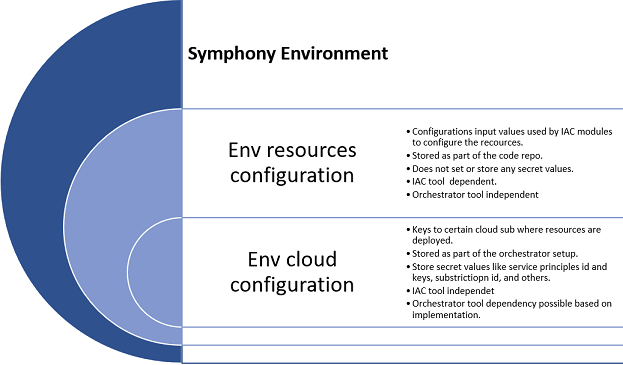 Symphony Environment
Env resources
configuration
• Configurations input values used by IAC modules
to configure the recources.
• Stored as part of the code repo.
• Does not set or store any secret values.
• IAC tool dependent.
• Orchestrator tool independent
Env cloud
configuration
• Keys to certain cloud sub where resources are
deployed.
• Stored as part of the orchestrator setup.
• Store secret values like service principles id and
keys, substrictiopn id, and others.
• IAC tool independet
• Orchestrator tool dependency possible based on
implementation.